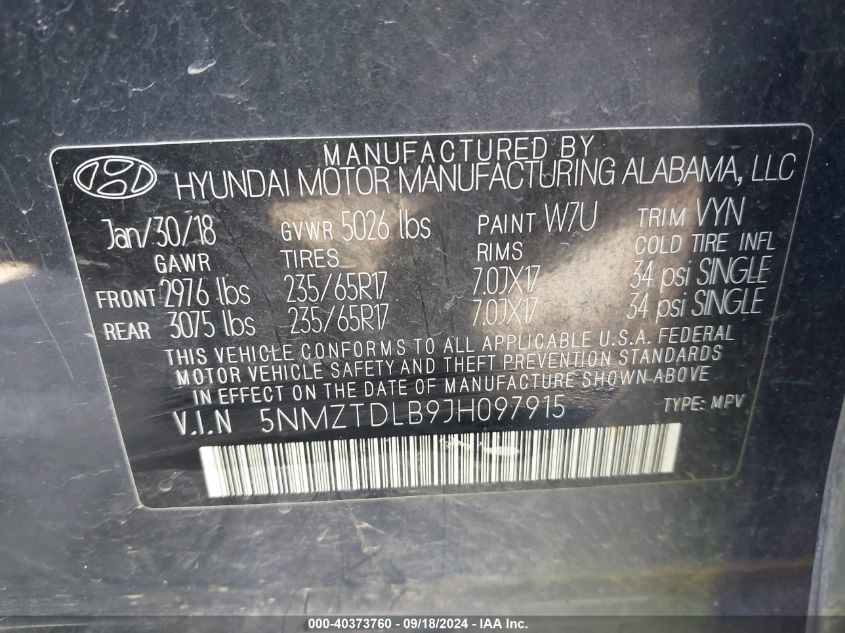 MANUFACTURED BY
HYUNDAI MOTOR MANUFACTURING ALABAMA, LLC
Jan/30/18 GVWR 5026 lbs PAINT W7U TRIM VYN
GAWR TIRES RIMS COLD TIRE INFL
FRONT 2976 lbs 235/65R17 7.0JX17 34 psi SINGLE
REAR 3075 lbs 235/65R17 7.0JX17 34 psi SINGLE
THIS VEHICLE CONFORMS TO ALL APPLICABLE U.S.A. FEDERAL
MOTOR VEHICLE SAFETY AND THEFT PREVENTION STANDARDS
IN EFFECT ON THE DATE OF MANUFACTURE SHOWN ABOVE
V.I.N 5NMZTDLB9JH097915 TYPE: MPV
000-40373760 - 09/18/2024 - IAA Inc.